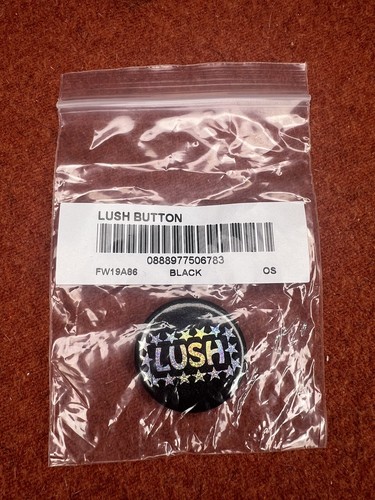 LUSH BUTTON
0888977506783
FW19A86 BLACK OS
LUSH